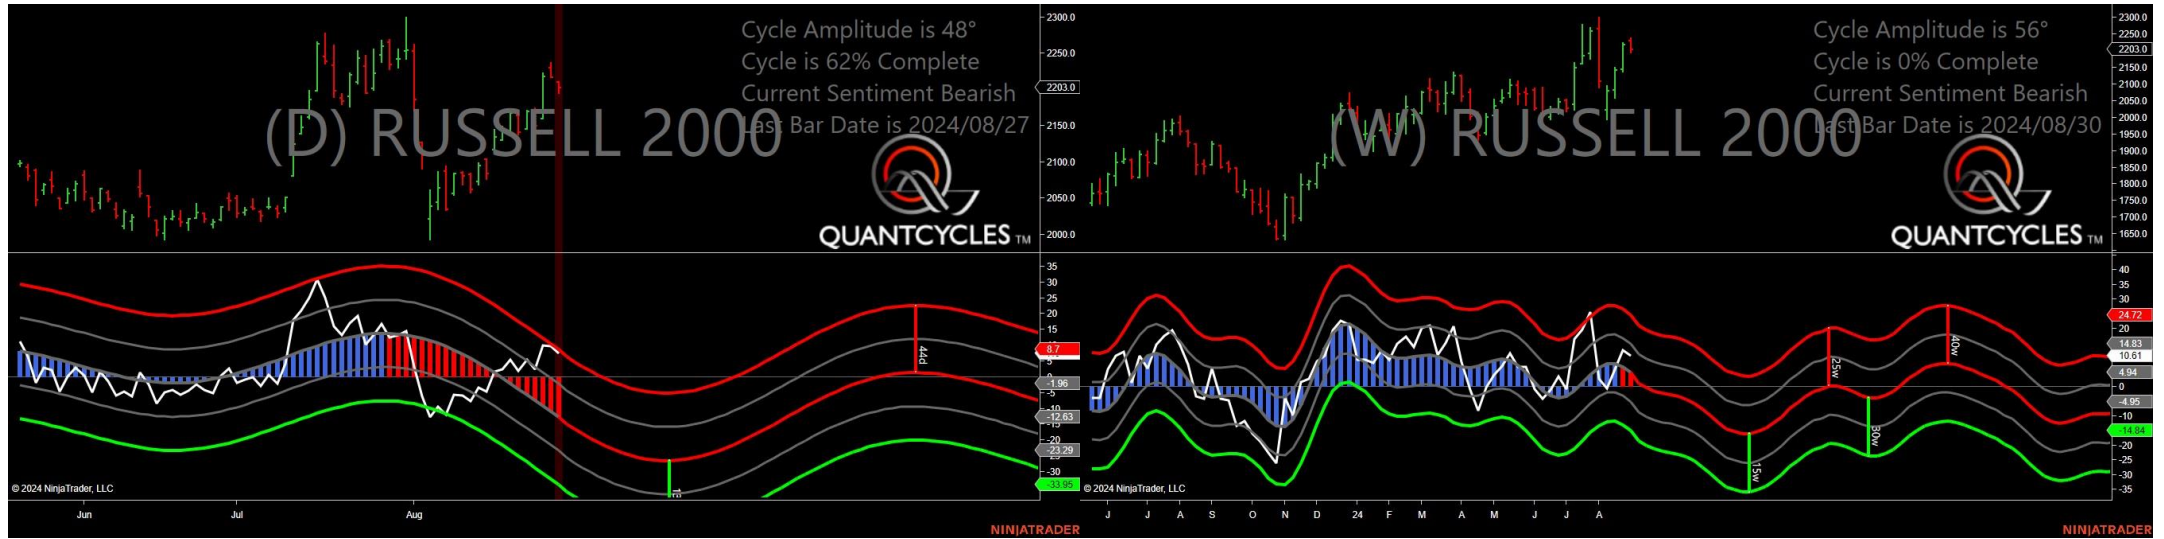 (D) RUSSELL 2000
Cycle Amplitude is 48°
Cycle is 62% Complete
Current Sentiment Bearish
Last Bar Date is 2024/08/27
QUANTCYCLES TM
2300.0
2250.0
2203.0
2150.0
2100.0
2050.0
2000.0
35
30
25
20
15
8.7
-1.96
-5
-10
-12.63
-15
-20
-23.29
-30
-33.95
44d
© 2024 NinjaTrader, LLC
Jun
Jul
Aug
NINJATRADER
(W) RUSSELL 2000
Cycle Amplitude is 56°
Cycle is 0% Complete
Current Sentiment Bearish
Last Bar Date is 2024/08/30
QUANTCYCLES TM
2300.0
2250.0
2203.0
2150.0
2100.0
2050.0
2000.0
1950.0
1900.0
1850.0
1800.0
1750.0
1700.0
1650.0
40
35
30
24.72
20
14.83
10.61
4.94
0
-4.95
-10
-14.84
-20
-25
-30
-35
15w
25w
30w
40w
© 2024 NinjaTrader, LLC
J
J
A
S
O
N
D
24
F
M
A
M
J
J
A
NINJATRADER